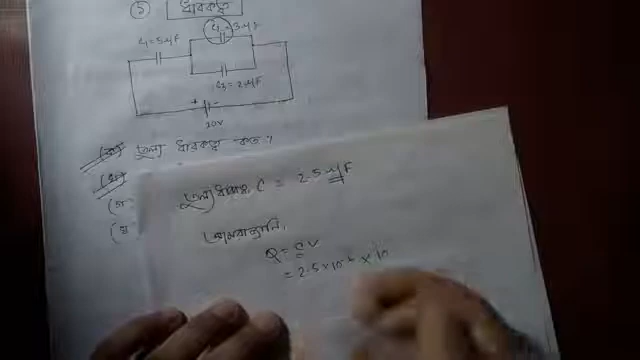 ৩ ধারকত্ব
C₂ = 3 μF
C₁ = 5 μF
C₃ = 2 μF
+ -
10V
(ক) তুল্য ধারকত্ব কত?
(খ)
(গ)
(ঘ)
তুল্য ধারকত্ব, C = 2.5 μF
আমরা জানি,
Q = CV
= 2.5 × 10⁻⁶ × 10